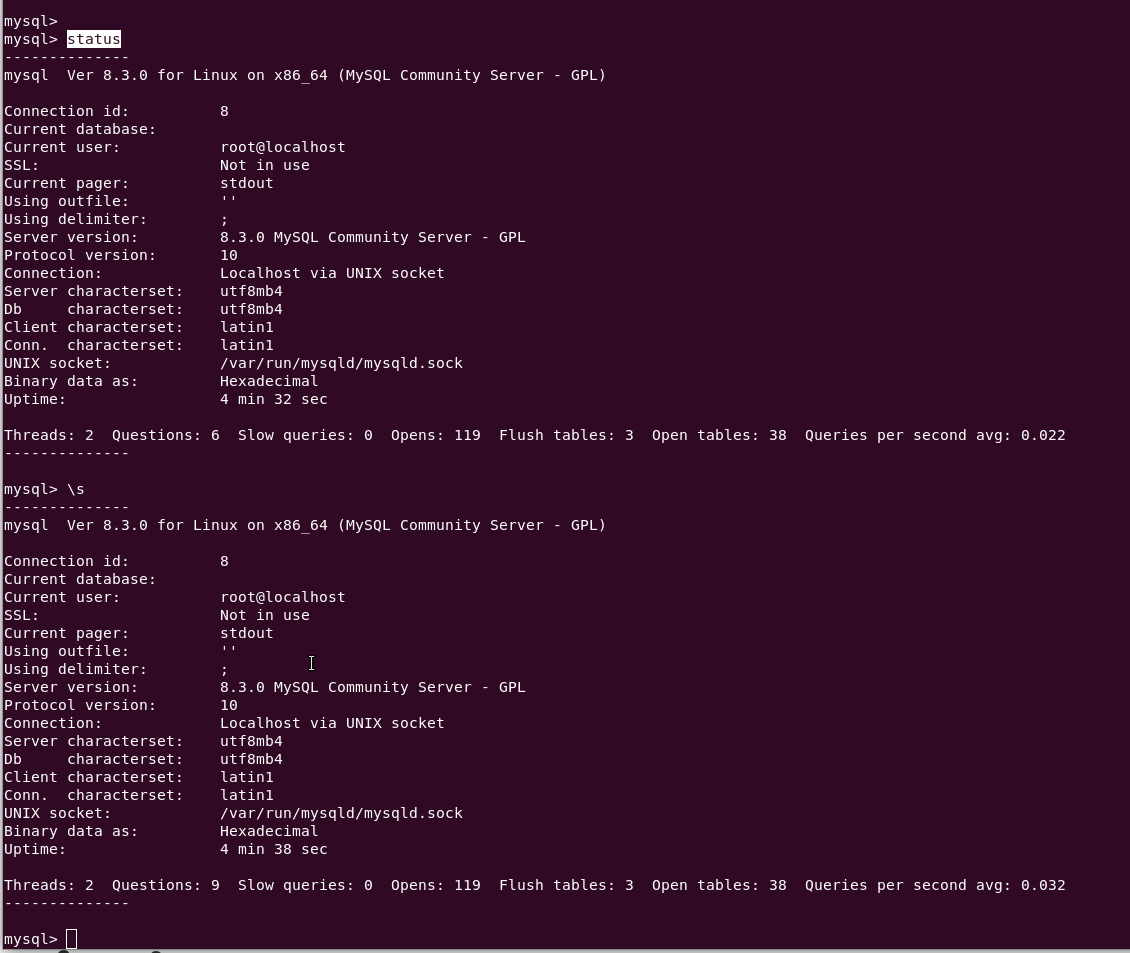 mysql>
mysql> status
--------------
mysql  Ver 8.3.0 for Linux on x86_64 (MySQL Community Server - GPL)

Connection id:          8
Current database:
Current user:           root@localhost
SSL:                    Not in use
Current pager:          stdout
Using outfile:          ''
Using delimiter:        ;
Server version:         8.3.0 MySQL Community Server - GPL
Protocol version:       10
Connection:             Localhost via UNIX socket
Server characterset:    utf8mb4
Db     characterset:    utf8mb4
Client characterset:    latin1
Conn.  characterset:    latin1
UNIX socket:            /var/run/mysqld/mysqld.sock
Binary data as:         Hexadecimal
Uptime:                 4 min 32 sec

Threads: 2  Questions: 6  Slow queries: 0  Opens: 119  Flush tables: 3  Open tables: 38  Queries per second avg: 0.022
--------------

mysql> \s
--------------
mysql  Ver 8.3.0 for Linux on x86_64 (MySQL Community Server - GPL)

Connection id:          8
Current database:
Current user:           root@localhost
SSL:                    Not in use
Current pager:          stdout
Using outfile:          ''
Using delimiter:        ;
Server version:         8.3.0 MySQL Community Server - GPL
Protocol version:       10
Connection:             Localhost via UNIX socket
Server characterset:    utf8mb4
Db     characterset:    utf8mb4
Client characterset:    latin1
Conn.  characterset:    latin1
UNIX socket:            /var/run/mysqld/mysqld.sock
Binary data as:         Hexadecimal
Uptime:                 4 min 38 sec

Threads: 2  Questions: 9  Slow queries: 0  Opens: 119  Flush tables: 3  Open tables: 38  Queries per second avg: 0.032
--------------

mysql>